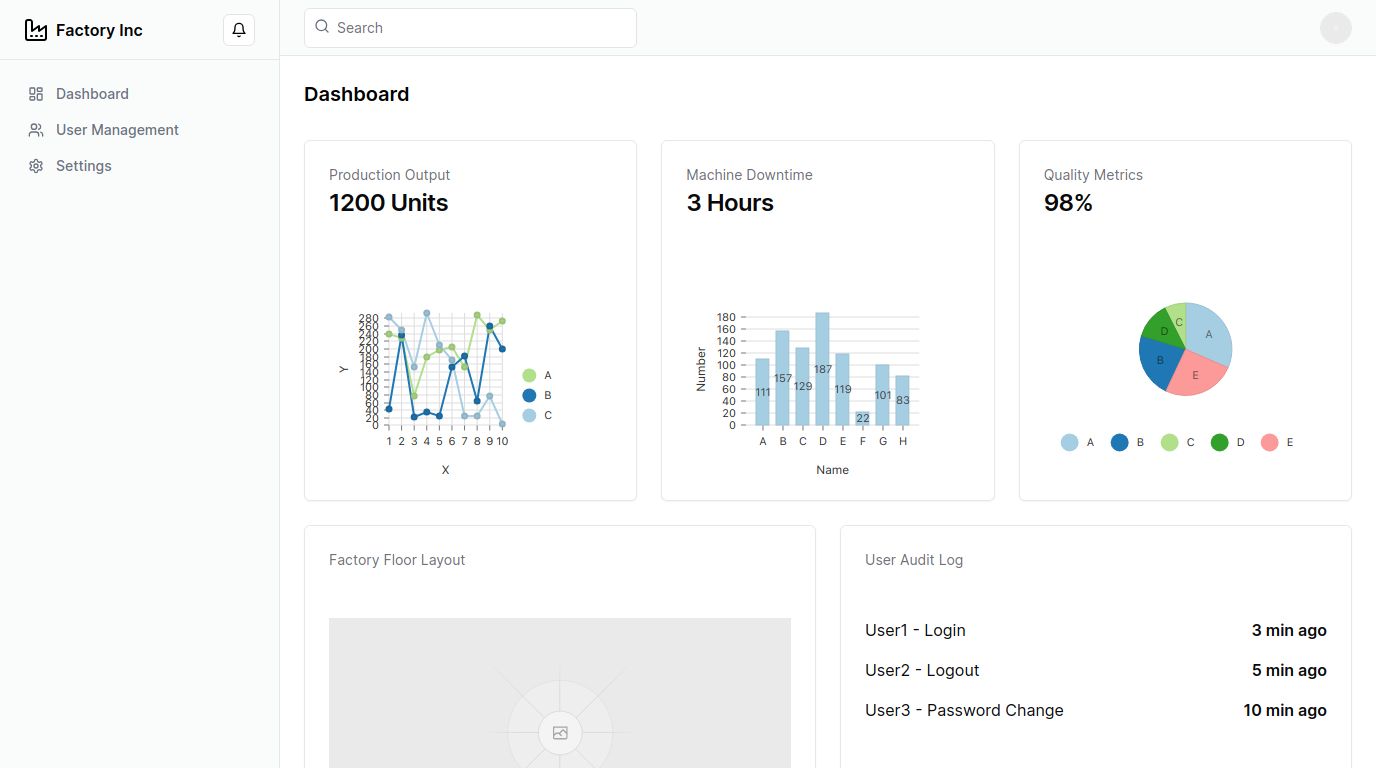 Factory Inc
Search
Dashboard
User Management
Settings
Dashboard
Production Output
1200 Units
280
260
240
220
200
180
160
140
120
100
80
60
40
20
0
Y
1 2 3 4 5 6 7 8 9 10
X
A
B
C
Machine Downtime
3 Hours
180
160
140
120
100
80
60
40
20
0
Number
111 157 129 187 119 22 101 83
A B C D E F G H
Name
Quality Metrics
98%
C
D
A
B
E
A B C D E
Factory Floor Layout
User Audit Log
User1 - Login 3 min ago
User2 - Logout 5 min ago
User3 - Password Change 10 min ago